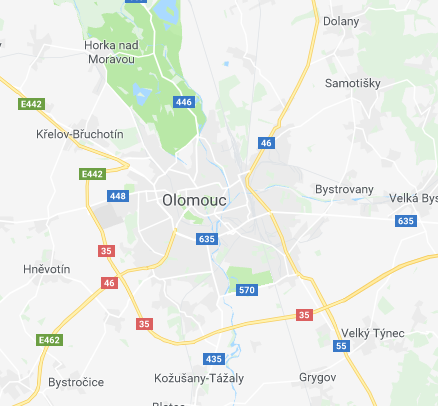 Dolany
Horka nad
Moravou
Samotišky
E442
446
Křelov-Břuchotín
46
E442
448
Olomouc
Bystrovany
Velká Bys
635
635
35
Hněvotín
46
570
35
35
E462
Velký Týnec
55
435
Kožušany-Tážaly
Grygov
Bystročice